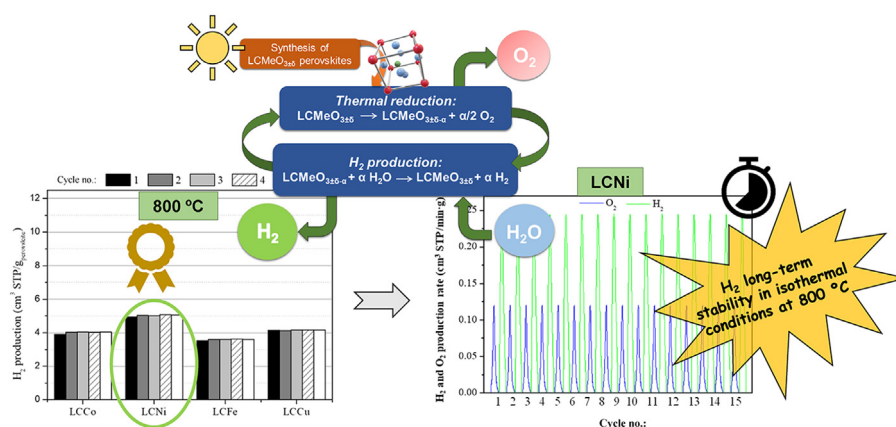 Synthesis of
LCMeO₃±δ perovskites
O₂
Thermal reduction:
LCMeO₃±δ → LCMeO₃±δ-α + α/2 O₂
H₂ production:
LCMeO₃±δ-α + α H₂O → LCMeO₃±δ + α H₂
H₂
H₂O
Cycle no.: 1 2 3 4
800 ºC
H₂ production (cm³ STP/gperovskite)
12
10
8
6
4
2
0
LCCo LCNi LCFe LCCu
LCNi
O₂ H₂
H₂ and O₂ production rate (cm³ STP/min·g)
0.25
0.20
0.15
0.10
0.05
0.00
1 2 3 4 5 6 7 8 9 10 11 12 13 14 15
Cycle no.:
H₂ long-term
stability in isothermal
conditions at 800 ºC